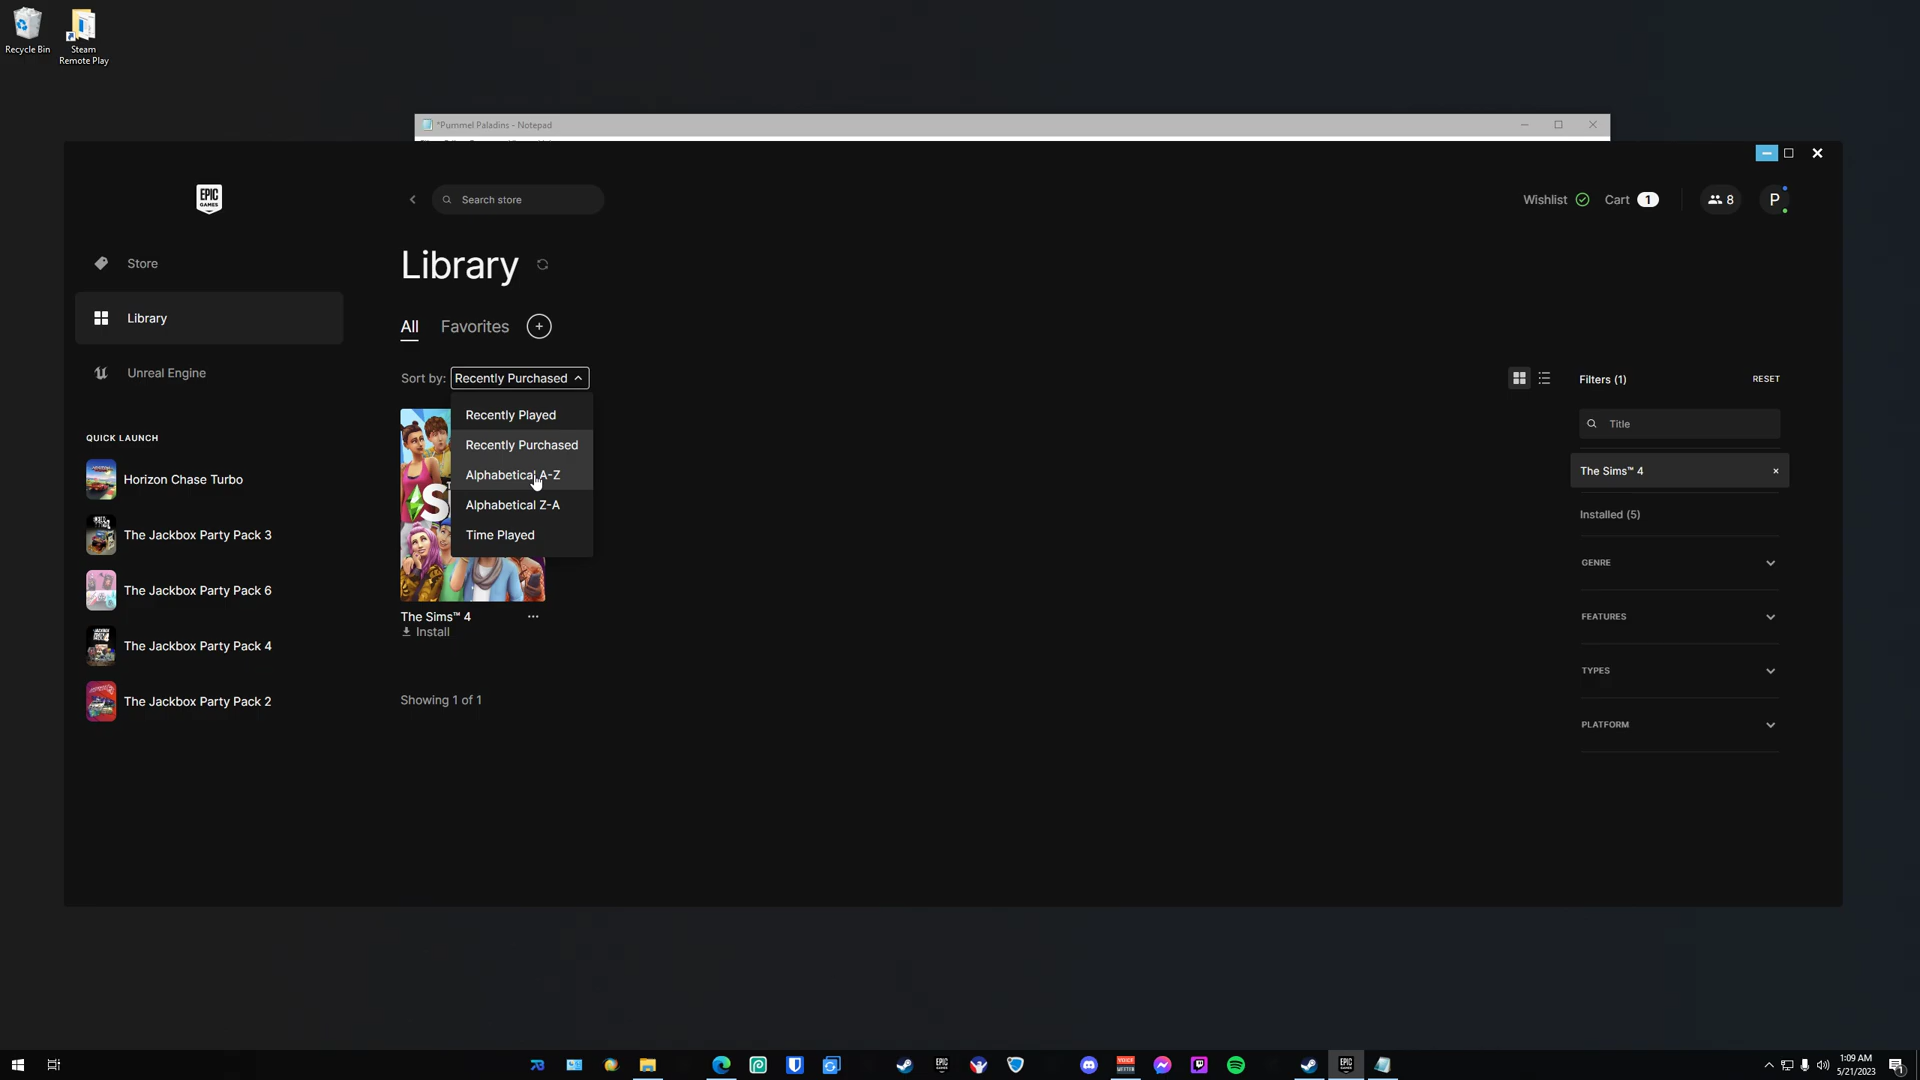 Recycle Bin
Steam
Remote Play
*Pummel Paladins - Notepad
EPIC
GAMES
Search store
Wishlist
Cart 1
8
P
Store
Library
Unreal Engine
Library
All
Favorites
Sort by: Recently Purchased
Recently Played
Recently Purchased
Alphabetical A-Z
Alphabetical Z-A
Time Played
The Sims™ 4
Install
Showing 1 of 1
QUICK LAUNCH
Horizon Chase Turbo
The Jackbox Party Pack 3
The Jackbox Party Pack 6
The Jackbox Party Pack 4
The Jackbox Party Pack 2
Filters (1)
RESET
Title
The Sims™ 4
Installed (5)
GENRE
FEATURES
TYPES
PLATFORM
1:09 AM
5/21/2023